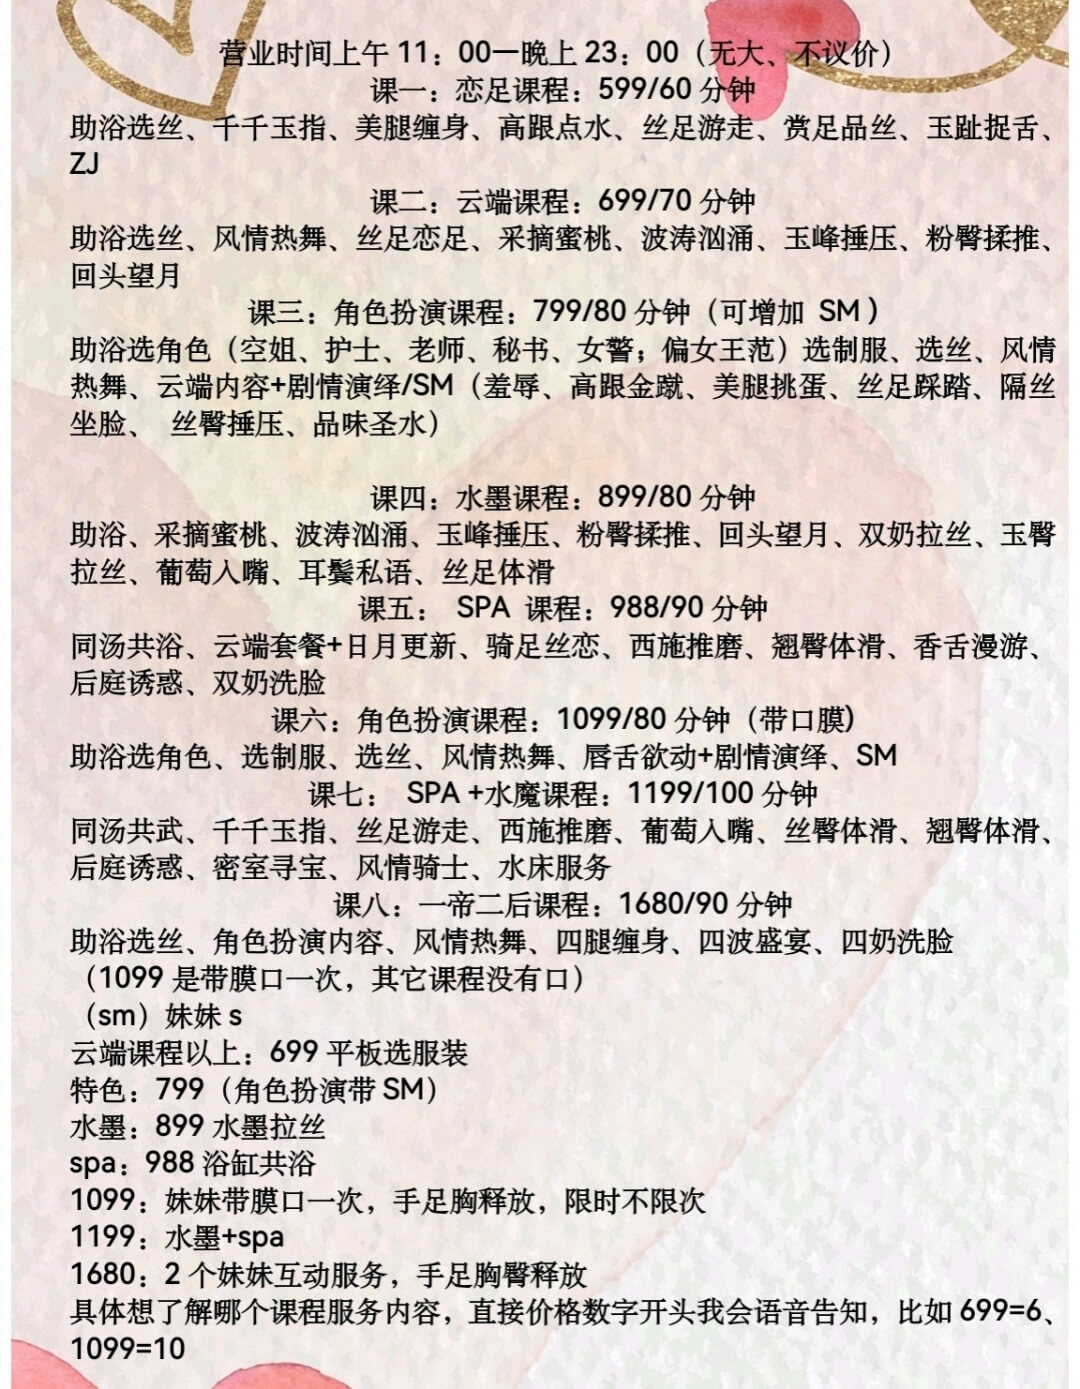 营业时间上午 11：00一晚上 23：00（无大、不议价）
课一：恋足课程：599/60 分钟
助浴选丝、千千玉指、美腿缠身、高跟点水、丝足游走、赏足品丝、玉趾捉舌、
ZJ
课二：云端课程：699/70 分钟
助浴选丝、风情热舞、丝足恋足、采摘蜜桃、波涛汹涌、玉峰捶压、粉臀揉推、
回头望月
课三：角色扮演课程：799/80 分钟（可增加 SM ）
助浴选角色（空姐、护士、老师、秘书、女警；偏女王范）选制服、选丝、风情
热舞、云端内容+剧情演绎/SM（羞辱、高跟金蹴、美腿挑蛋、丝足踩踏、隔丝
坐脸、 丝臀捶压、品味圣水）
课四：水墨课程：899/80 分钟
助浴、采摘蜜桃、波涛汹涌、玉峰捶压、粉臀揉推、回头望月、双奶拉丝、玉臀
拉丝、葡萄入嘴、耳鬓私语、丝足体滑
课五： SPA 课程：988/90 分钟
同汤共浴、云端套餐+日月更新、骑足丝恋、西施推磨、翘臀体滑、香舌漫游、
后庭诱惑、双奶洗脸
课六：角色扮演课程：1099/80 分钟（带口膜)
助浴选角色、选制服、选丝、风情热舞、唇舌欲动+剧情演绎、SM
课七： SPA +水魔课程：1199/100 分钟
同汤共武、千千玉指、丝足游走、西施推磨、葡萄入嘴、丝臀体滑、翘臀体滑、
后庭诱惑、密室寻宝、风情骑士、水床服务
课八：一帝二后课程：1680/90 分钟
助浴选丝、角色扮演内容、风情热舞、四腿缠身、四波盛宴、四奶洗脸
（1099 是带膜口一次，其它课程没有口）
（sm）妹妹 s
云端课程以上：699 平板选服装
特色：799（角色扮演带 SM）
水墨：899 水墨拉丝
spa：988 浴缸共浴
1099：妹妹带膜口一次，手足胸释放，限时不限次
1199：水墨+spa
1680：2 个妹妹互动服务，手足胸臀释放
具体想了解哪个课程服务内容，直接价格数字开头我会语音告知，比如 699=6、
1099=10